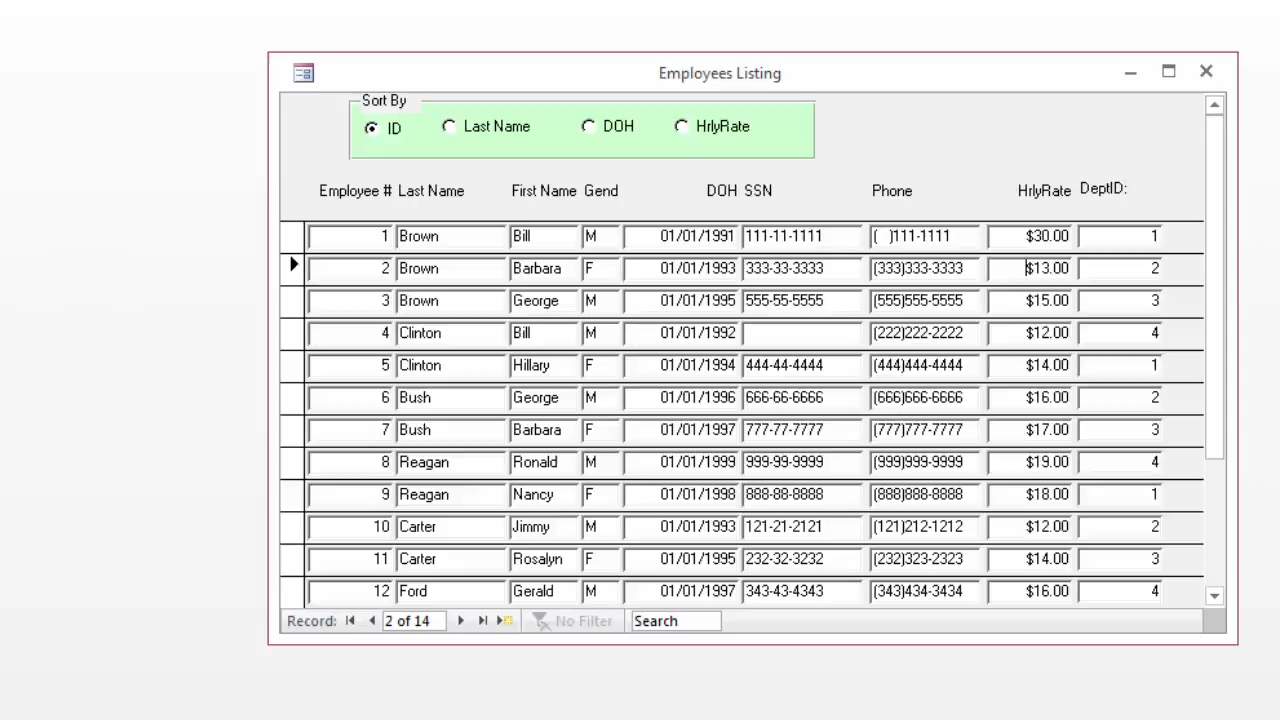 Employees Listing
Sort By
ID Last Name DOH HrlyRate
Employee # Last Name First Name Gend DOH SSN Phone HrlyRate DeptID:
1 Brown Bill M 01/01/1991 111-11-1111 ( )111-1111 $30.00 1
2 Brown Barbara F 01/01/1993 333-33-3333 (333)333-3333 $13.00 2
3 Brown George M 01/01/1995 555-55-5555 (555)555-5555 $15.00 3
4 Clinton Bill M 01/01/1992 (222)222-2222 $12.00 4
5 Clinton Hillary F 01/01/1994 444-44-4444 (444)444-4444 $14.00 1
6 Bush George M 01/01/1996 666-66-6666 (666)666-6666 $16.00 2
7 Bush Barbara F 01/01/1997 777-77-7777 (777)777-7777 $17.00 3
8 Reagan Ronald M 01/01/1999 999-99-9999 (999)999-9999 $19.00 4
9 Reagan Nancy F 01/01/1998 888-88-8888 (888)888-8888 $18.00 1
10 Carter Jimmy M 01/01/1993 121-21-2121 (121)212-1212 $12.00 2
11 Carter Rosalyn F 01/01/1995 232-32-3232 (232)323-2323 $14.00 3
12 Ford Gerald M 01/01/1997 343-43-4343 (343)434-3434 $16.00 4
Record: 2 of 14 No Filter Search